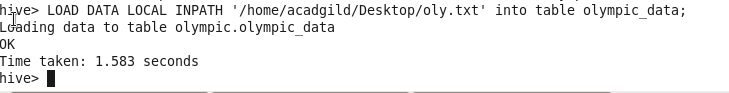 hive> LOAD DATA LOCAL INPATH '/home/acadgild/Desktop/oly.txt' into table olympic_data;
Loading data to table olympic.olympic_data
OK
Time taken: 1.583 seconds
hive>